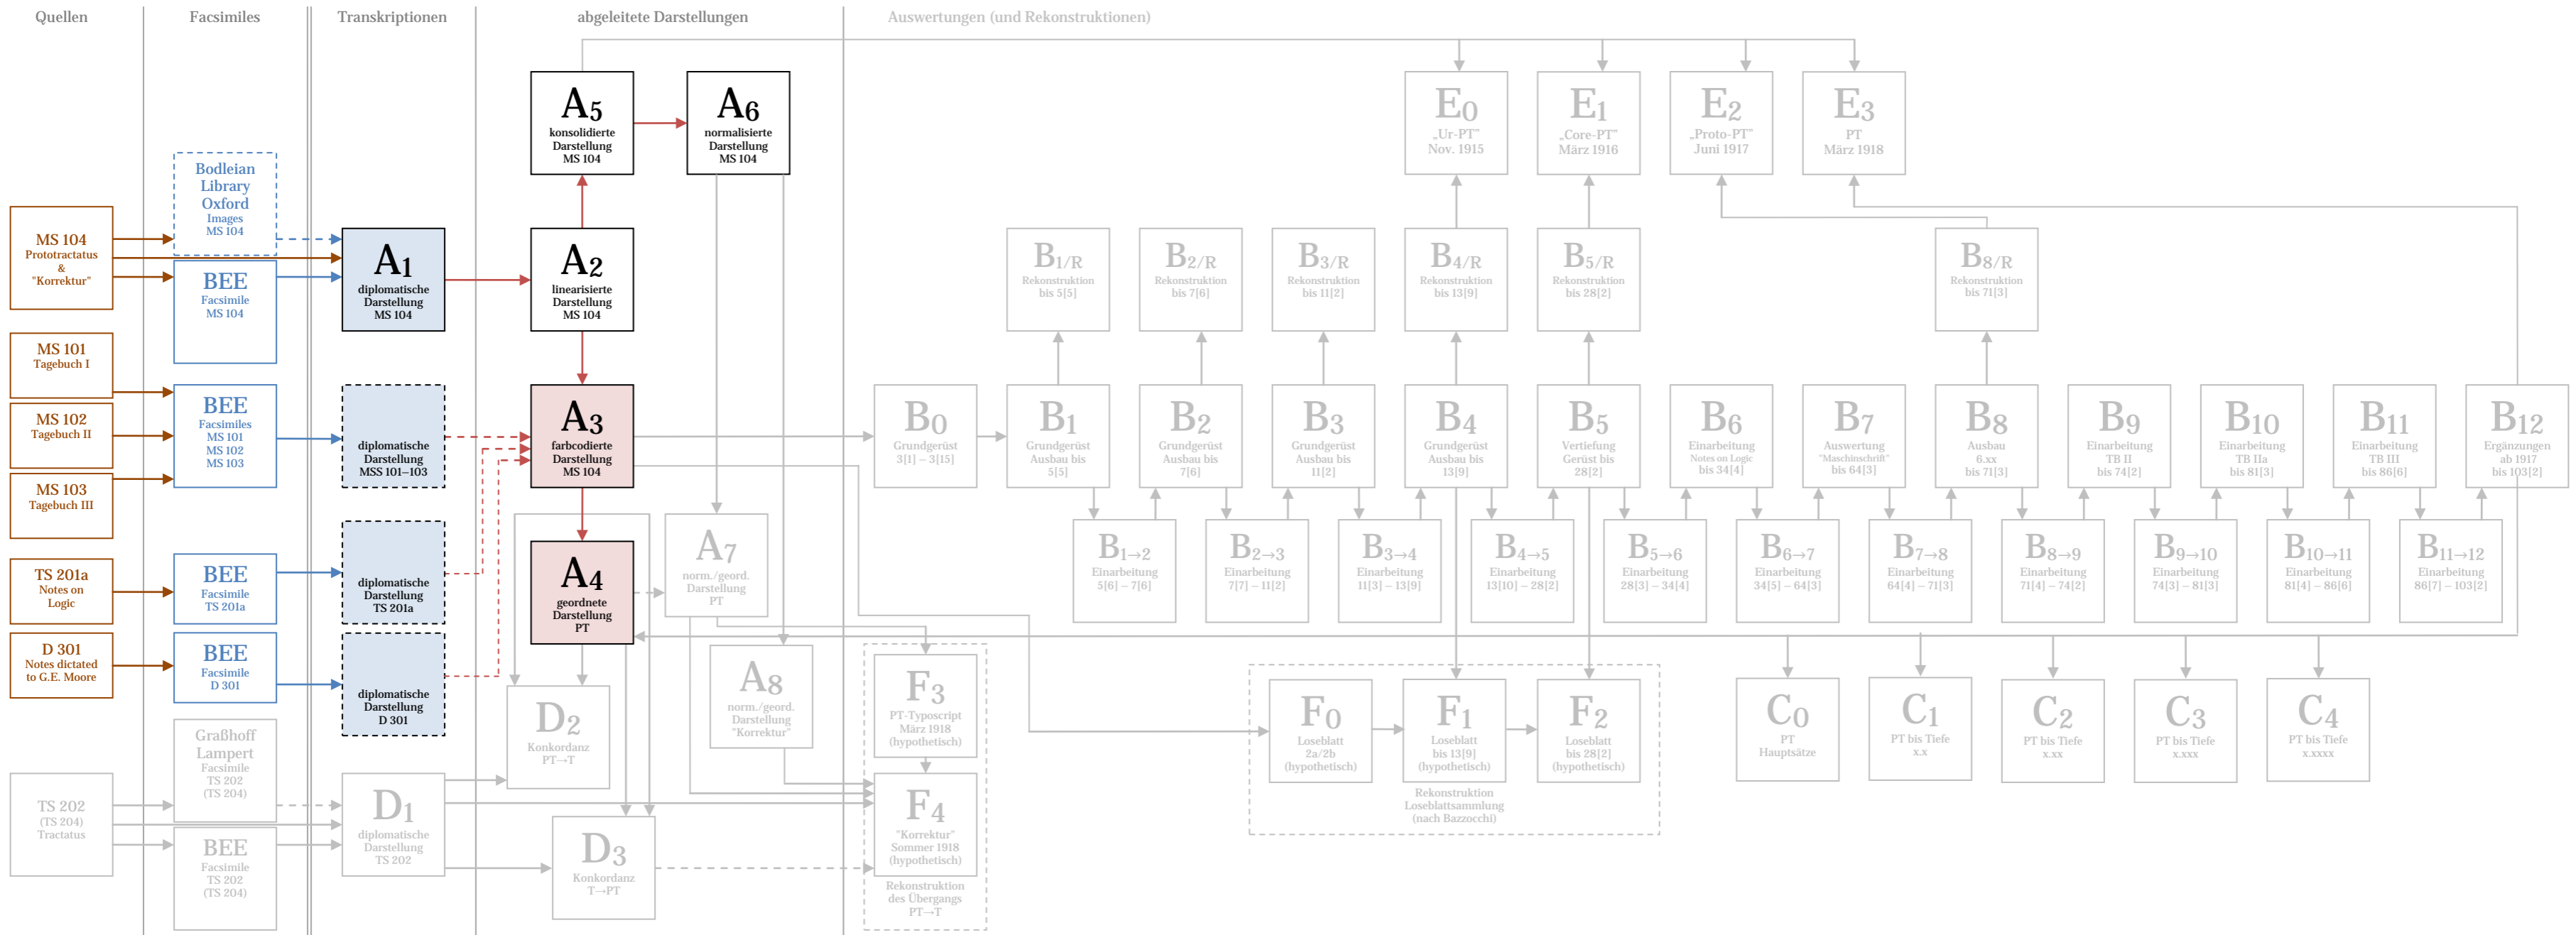 Quellen
Facsimiles
Transkriptionen
abgeleitete Darstellungen
Auswertungen (und Rekonstruktionen)
MS 104
Prototractatus
&
"Korrektur"
MS 101
Tagebuch I
MS 102
Tagebuch II
MS 103
Tagebuch III
TS 201a
Notes on
Logic
D 301
Notes dictated
to G.E. Moore
TS 202
(TS 204)
Tractatus
Bodleian
Library
Oxford
Images
MS 104
BEE
Facsimile
MS 104
BEE
Facsimiles
MS 101
MS 102
MS 103
BEE
Facsimile
TS 201a
BEE
Facsimile
D 301
Graßhoff
Lampert
Facsimile
TS 202
(TS 204)
BEE
Facsimile
TS 202
(TS 204)
A1
diplomatische
Darstellung
MS 104
diplomatische
Darstellung
MSS 101–103
diplomatische
Darstellung
TS 201a
diplomatische
Darstellung
D 301
D1
diplomatische
Darstellung
TS 202
A5
konsolidierte
Darstellung
MS 104
A6
normalisierte
Darstellung
MS 104
A2
linearisierte
Darstellung
MS 104
A3
farbcodierte
Darstellung
MS 104
A4
geordnete
Darstellung
PT
A7
norm./geord.
Darstellung
PT
A8
norm./geord.
Darstellung
"Korrektur"
D2
Konkordanz
PT→T
D3
Konkordanz
T→PT
E0
„Ur-PT"
Nov. 1915
E1
„Core-PT"
März 1916
E2
„Proto-PT"
Juni 1917
E3
PT
März 1918
B1/R
Rekonstruktion
bis 5[5]
B2/R
Rekonstruktion
bis 7[6]
B3/R
Rekonstruktion
bis 11[2]
B4/R
Rekonstruktion
bis 13[9]
B5/R
Rekonstruktion
bis 28[2]
B8/R
Rekonstruktion
bis 71[3]
B0
Grundgerüst
3[1] – 3[15]
B1
Grundgerüst
Ausbau bis
5[5]
B2
Grundgerüst
Ausbau bis
7[6]
B3
Grundgerüst
Ausbau bis
11[2]
B4
Grundgerüst
Ausbau bis
13[9]
B5
Vertiefung
Gerüst bis
28[2]
B6
Einarbeitung
Notes on Logic
bis 34[4]
B7
Auswertung
"Maschinschrift"
bis 64[3]
B8
Ausbau
6.xx
bis 71[3]
B9
Einarbeitung
TB II
bis 74[2]
B10
Einarbeitung
TB IIa
bis 81[3]
B11
Einarbeitung
TB III
bis 86[6]
B12
Ergänzungen
ab 1917
bis 103[2]
B1→2
Einarbeitung
5[6] – 7[6]
B2→3
Einarbeitung
7[7] – 11[2]
B3→4
Einarbeitung
11[3] – 13[9]
B4→5
Einarbeitung
13[10] – 28[2]
B5→6
Einarbeitung
28[3] – 34[4]
B6→7
Einarbeitung
34[5] – 64[3]
B7→8
Einarbeitung
64[4] – 71[3]
B8→9
Einarbeitung
71[4] – 74[2]
B9→10
Einarbeitung
74[3] – 81[3]
B10→11
Einarbeitung
81[4] – 86[6]
B11→12
Einarbeitung
86[7] – 103[2]
F3
PT-Typoscript
März 1918
(hypothetisch)
F4
"Korrektur"
Sommer 1918
(hypothetisch)
Rekonstruktion
des Übergangs
PT→T
F0
Loseblatt
2a/2b
(hypothetisch)
F1
Loseblatt
bis 13[9]
(hypothetisch)
F2
Loseblatt
bis 28[2]
(hypothetisch)
Rekonstruktion
Loseblattsammlung
(nach Bazzocchi)
C0
PT
Hauptsätze
C1
PT bis Tiefe
x.x
C2
PT bis Tiefe
x.xx
C3
PT bis Tiefe
x.xxx
C4
PT bis Tiefe
x.xxxx